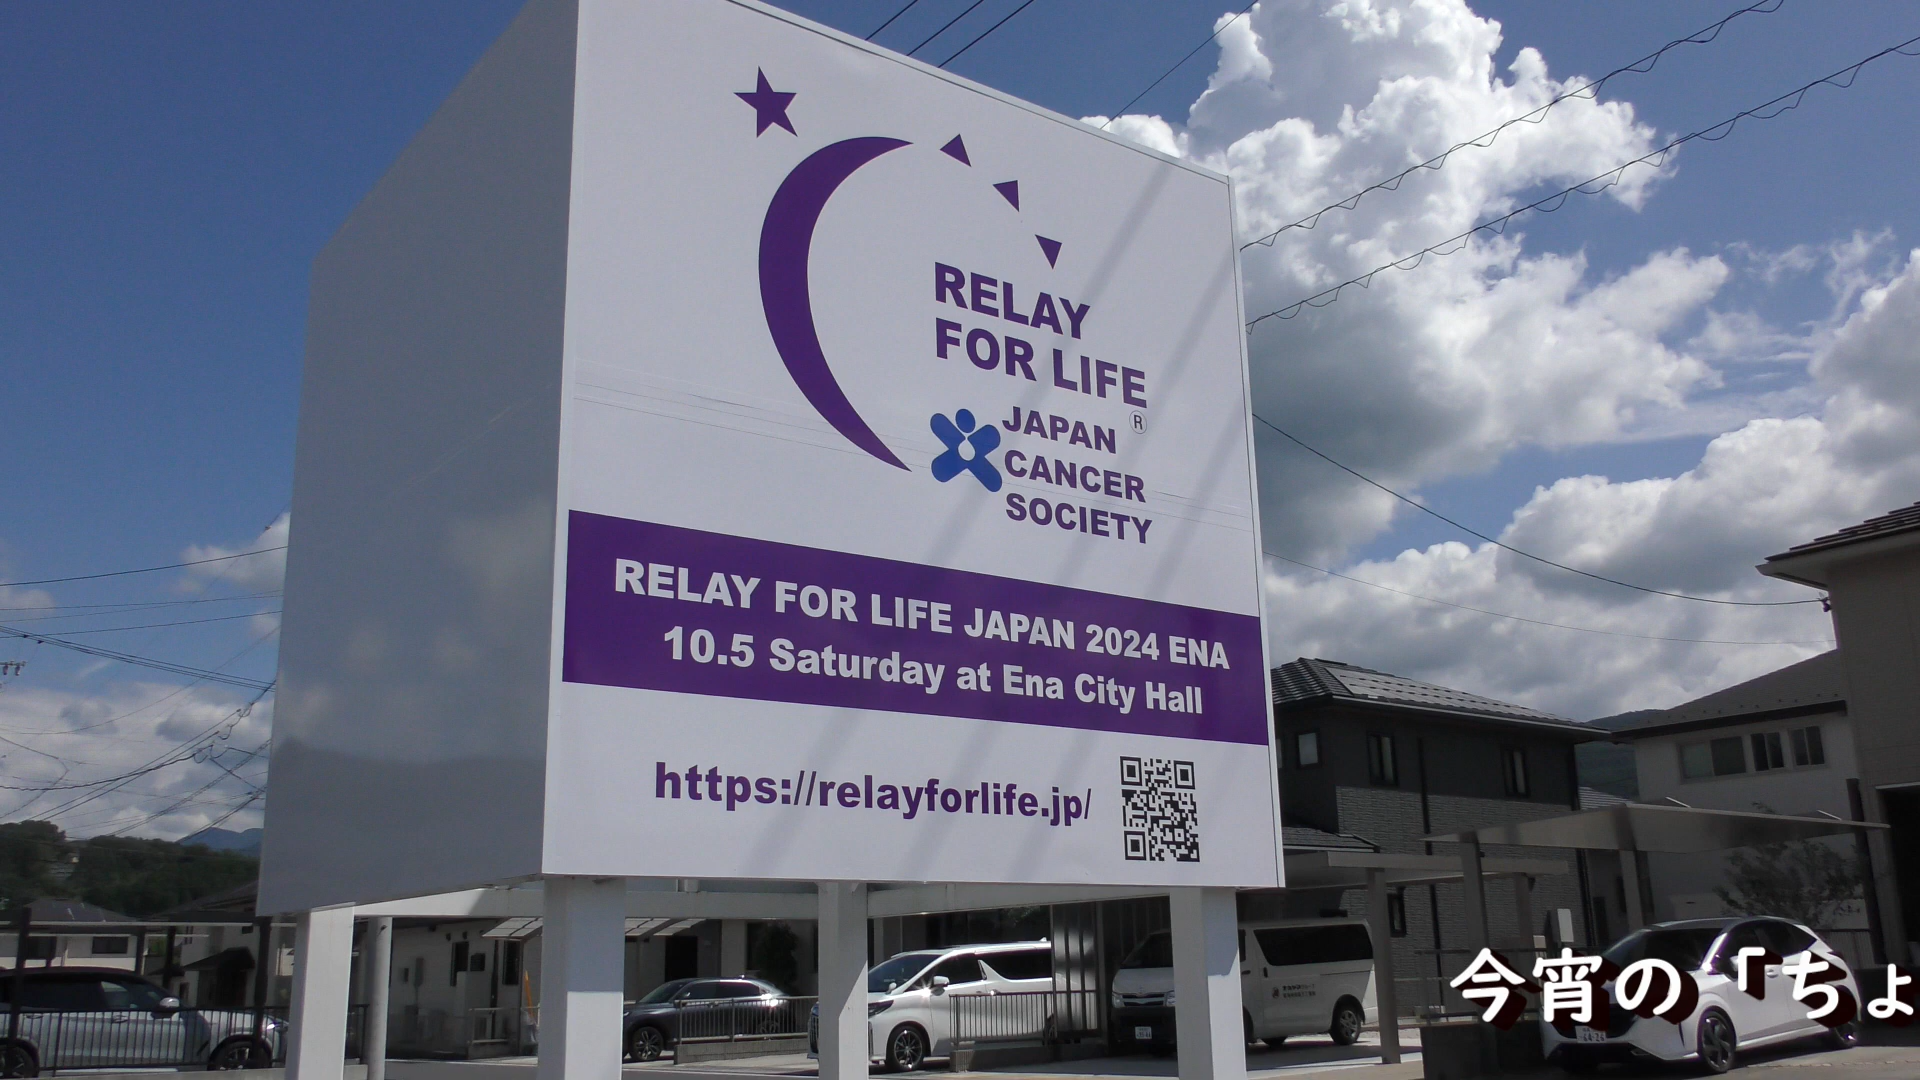 RELAY
FOR LIFE
®
JAPAN
CANCER
SOCIETY
RELAY FOR LIFE JAPAN 2024 ENA
10.5 Saturday at Ena City Hall
https://relayforlife.jp/
今宵の「ちょ